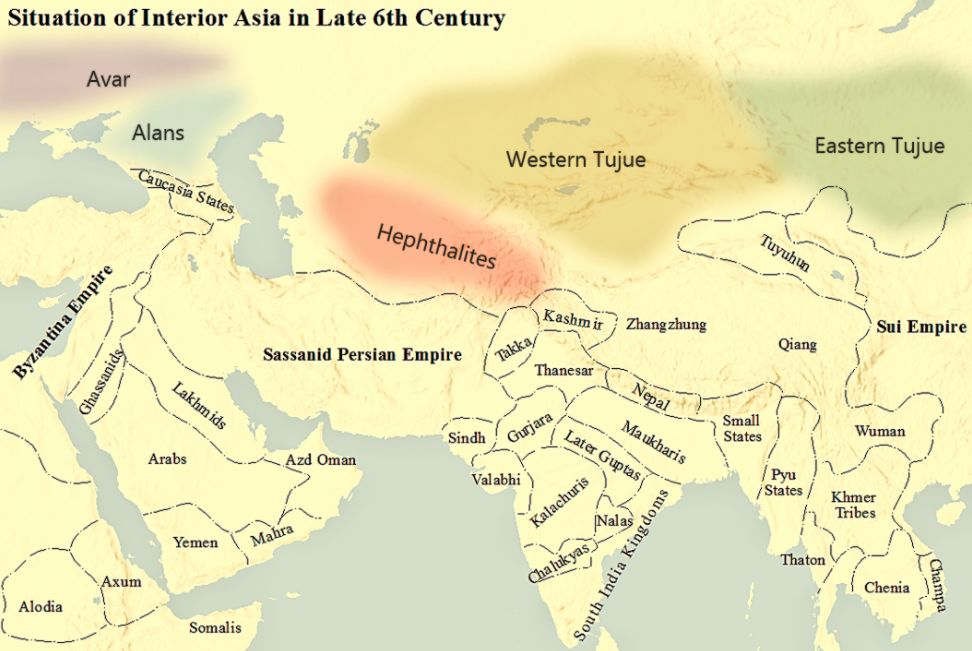 Situation of Interior Asia in Late 6th Century
Avar
Alans
Western Tujue
Eastern Tujue
Caucasia States
Hephthalites
Tuyuhun
Byzantina Empire
Kashmir
Zhangzhung
Sui Empire
Takka
Qiang
Sassanid Persian Empire
Thanesar
Ghassanids
Lakhmids
Nepal
Small
States
Sindh
Gurjara
Maukharis
Wuman
Later Guptas
Arabs
Azd Oman
Valabhi
Pyu
States
Kalachuris
Khmer
Tribes
Nalas
South India Kingdoms
Yemen
Mahra
Chalukyas
Thaton
Axum
Alodia
Chenia
Champa
Somalis